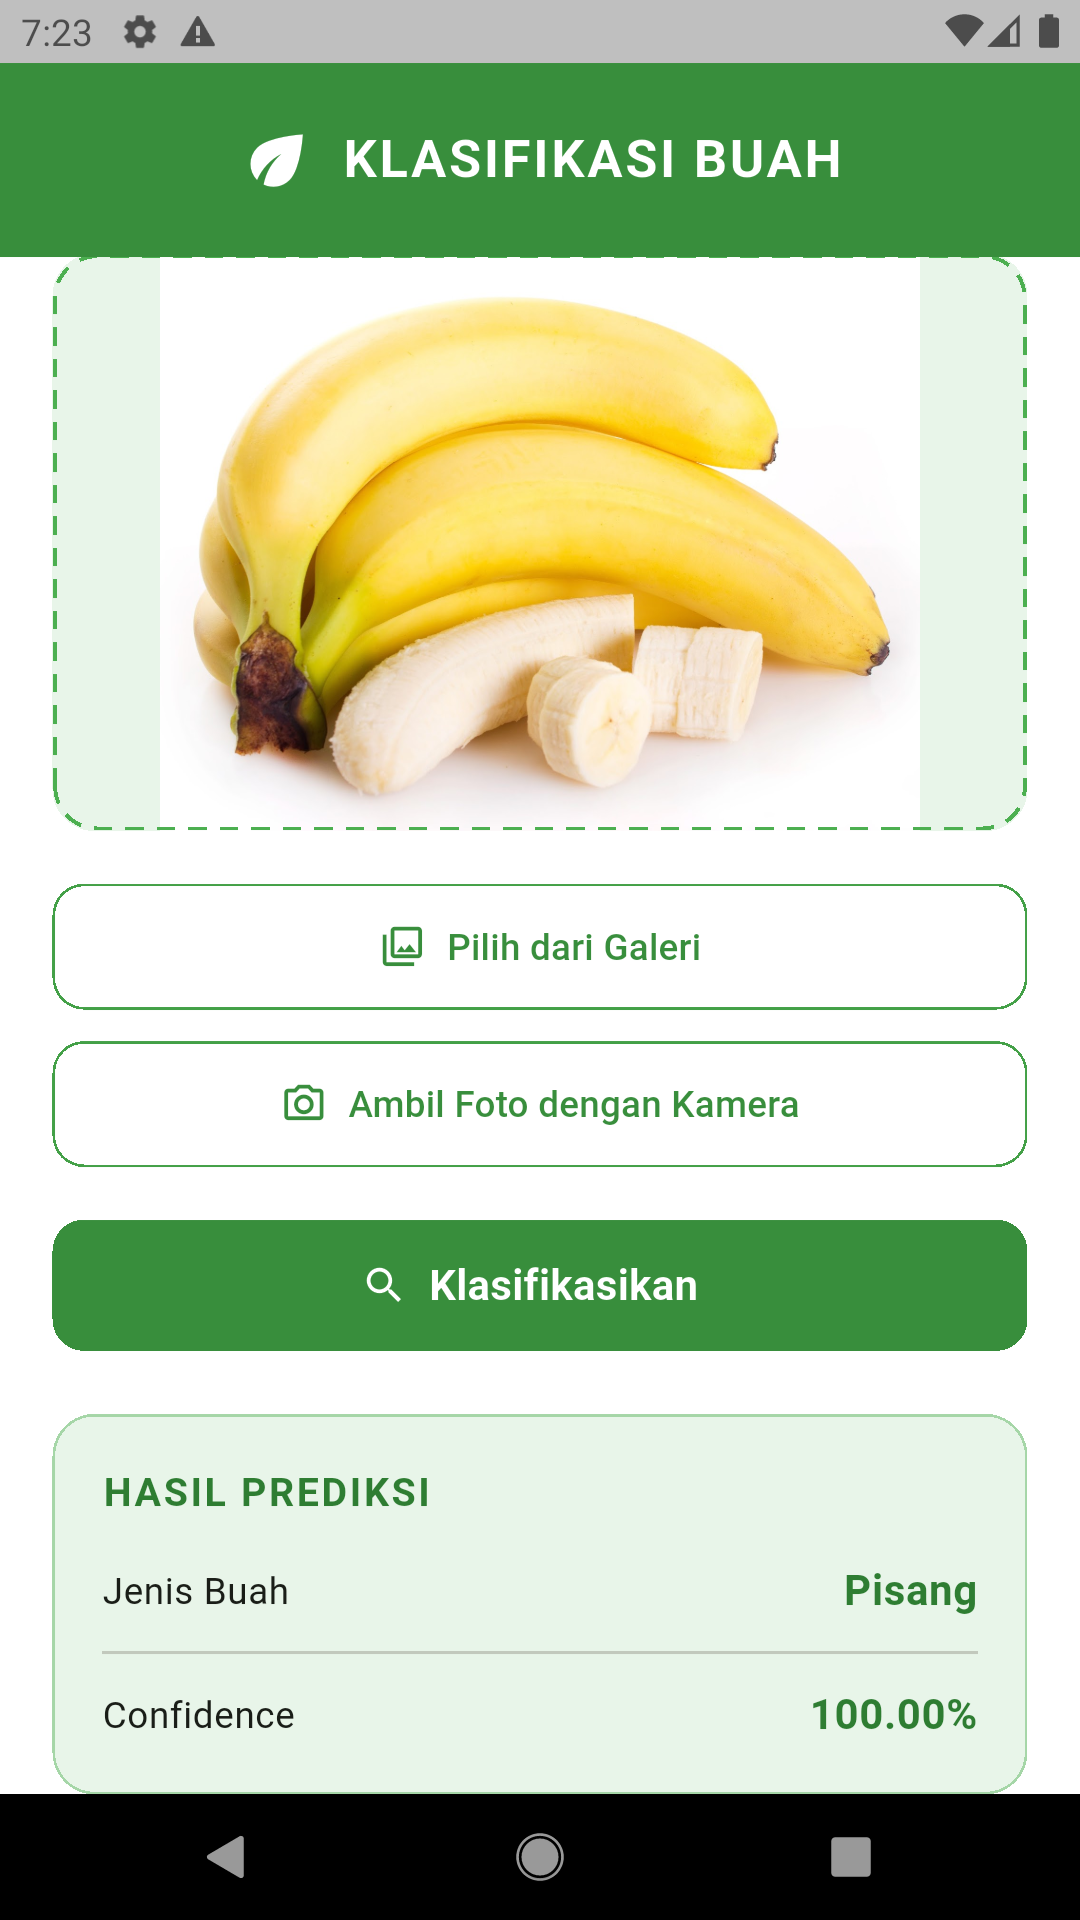 7:23
KLASIFIKASI BUAH
Pilih dari Galeri
Ambil Foto dengan Kamera
Klasifikasikan
HASIL PREDIKSI
Jenis Buah Pisang
Confidence 100.00%